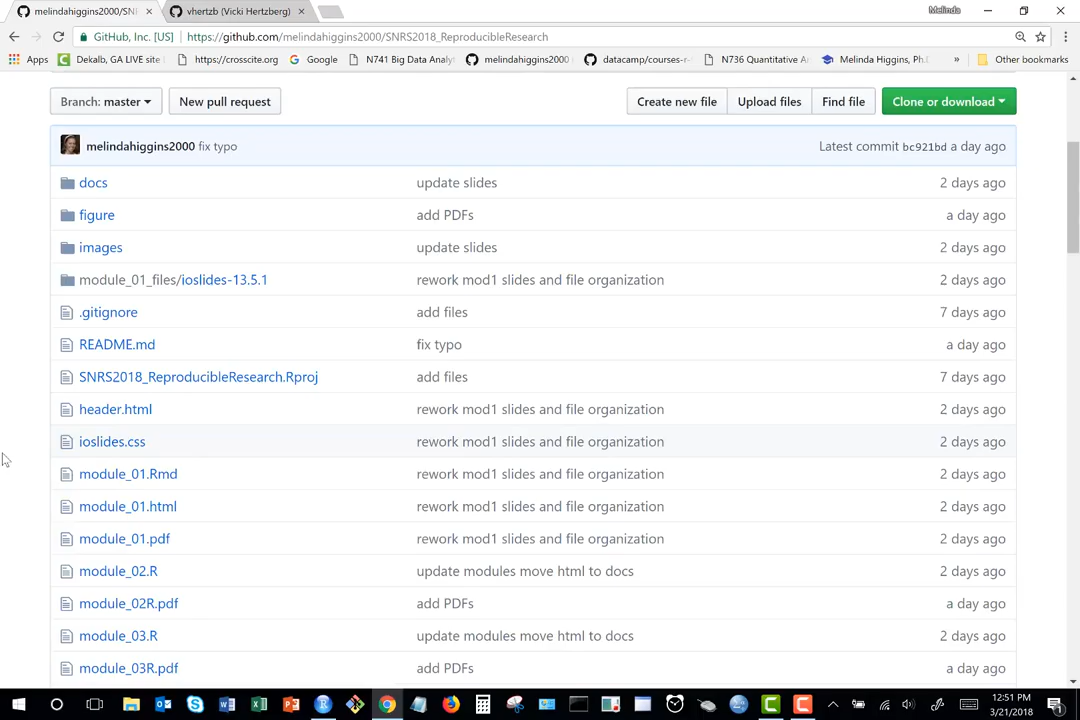 melindahiggins2000/SNR
vhertzb (Vicki Hertzberg)
Melinda
GitHub, Inc. [US] https://github.com/melindahiggins2000/SNRS2018_ReproducibleResearch
Apps Dekalb, GA LIVE site https://crosscite.org Google N741 Big Data Analy melindahiggins2000 datacamp/courses-r- N736 Quantitative An Melinda Higgins, Ph. » Other bookmarks
Branch: master New pull request Create new file Upload files Find file Clone or download
melindahiggins2000 fix typo Latest commit bc921bd a day ago
docs update slides 2 days ago
figure add PDFs a day ago
images update slides 2 days ago
module_01_files/ioslides-13.5.1 rework mod1 slides and file organization 2 days ago
.gitignore add files 7 days ago
README.md fix typo a day ago
SNRS2018_ReproducibleResearch.Rproj add files 7 days ago
header.html rework mod1 slides and file organization 2 days ago
ioslides.css rework mod1 slides and file organization 2 days ago
module_01.Rmd rework mod1 slides and file organization 2 days ago
module_01.html rework mod1 slides and file organization 2 days ago
module_01.pdf rework mod1 slides and file organization 2 days ago
module_02.R update modules move html to docs 2 days ago
module_02R.pdf add PDFs a day ago
module_03.R update modules move html to docs 2 days ago
module_03R.pdf add PDFs a day ago
12:51 PM
3/21/2018